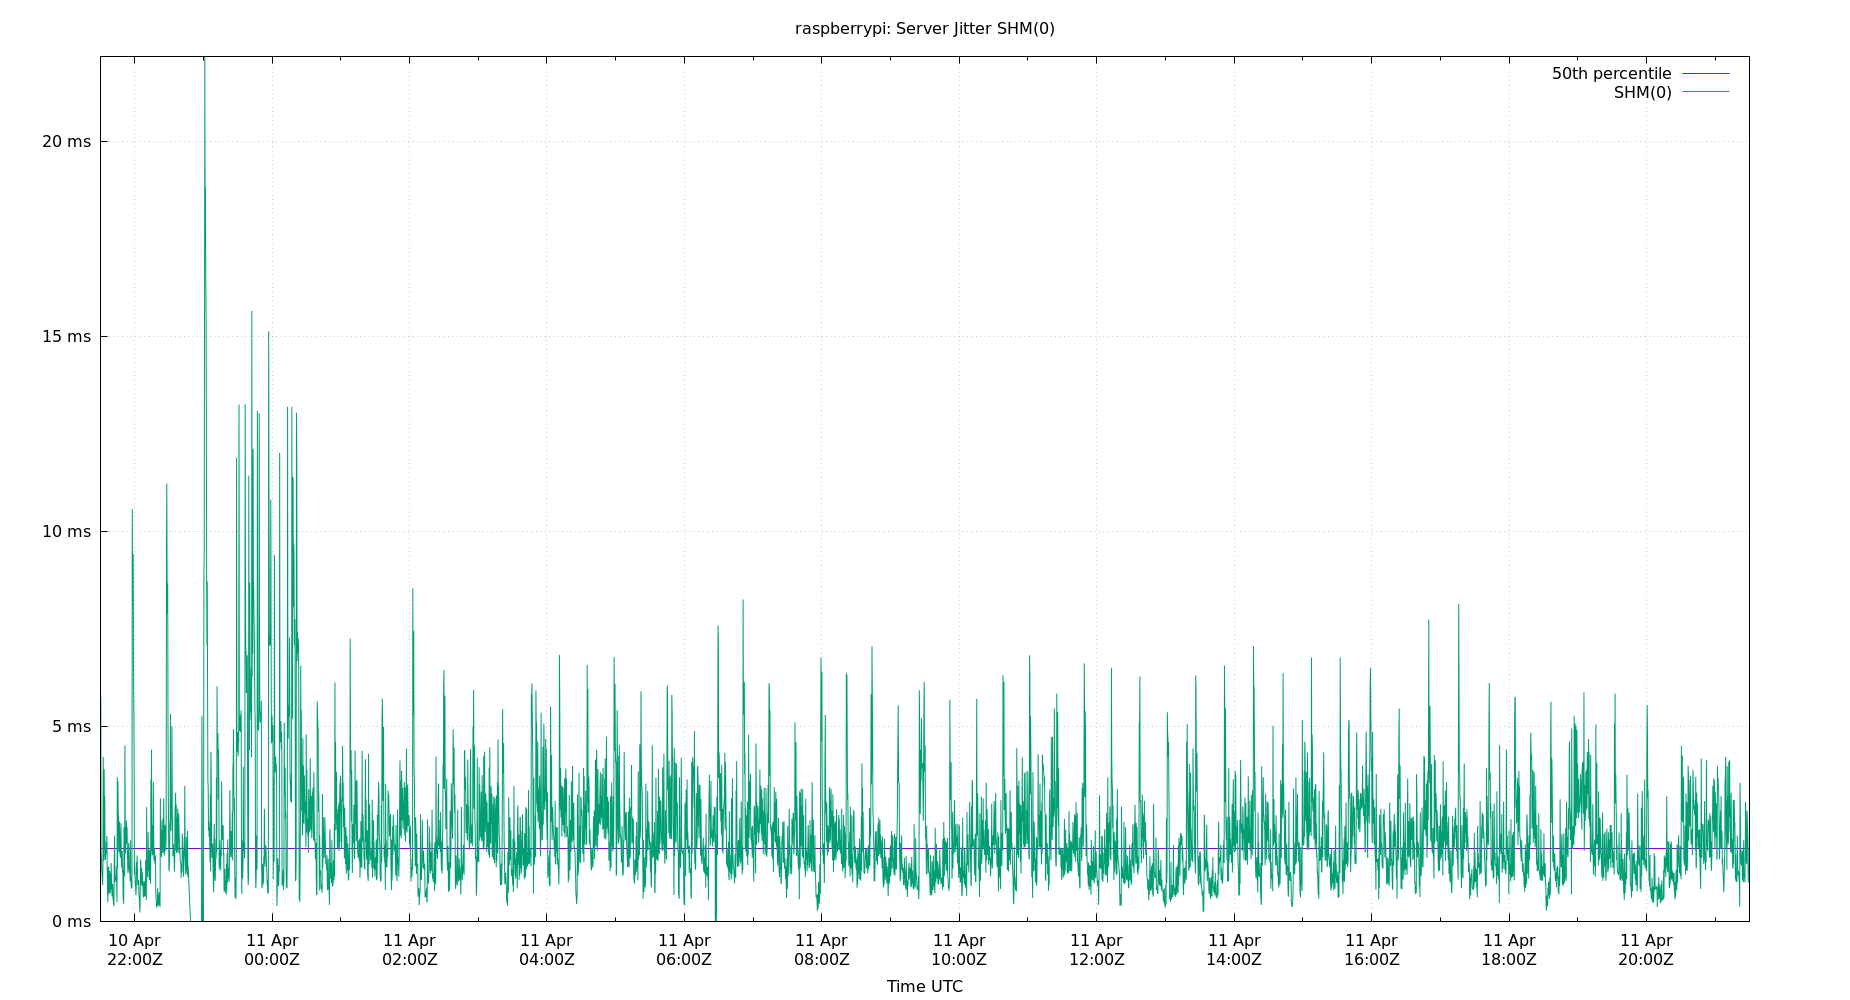 raspberrypi: Server Jitter SHM(0)
50th percentile
SHM(0)
20 ms
15 ms
10 ms
5 ms
0 ms
10 Apr 11 Apr 11 Apr 11 Apr 11 Apr 11 Apr 11 Apr 11 Apr 11 Apr 11 Apr 11 Apr 11 Apr
22:00Z 00:00Z 02:00Z 04:00Z 06:00Z 08:00Z 10:00Z 12:00Z 14:00Z 16:00Z 18:00Z 20:00Z
Time UTC